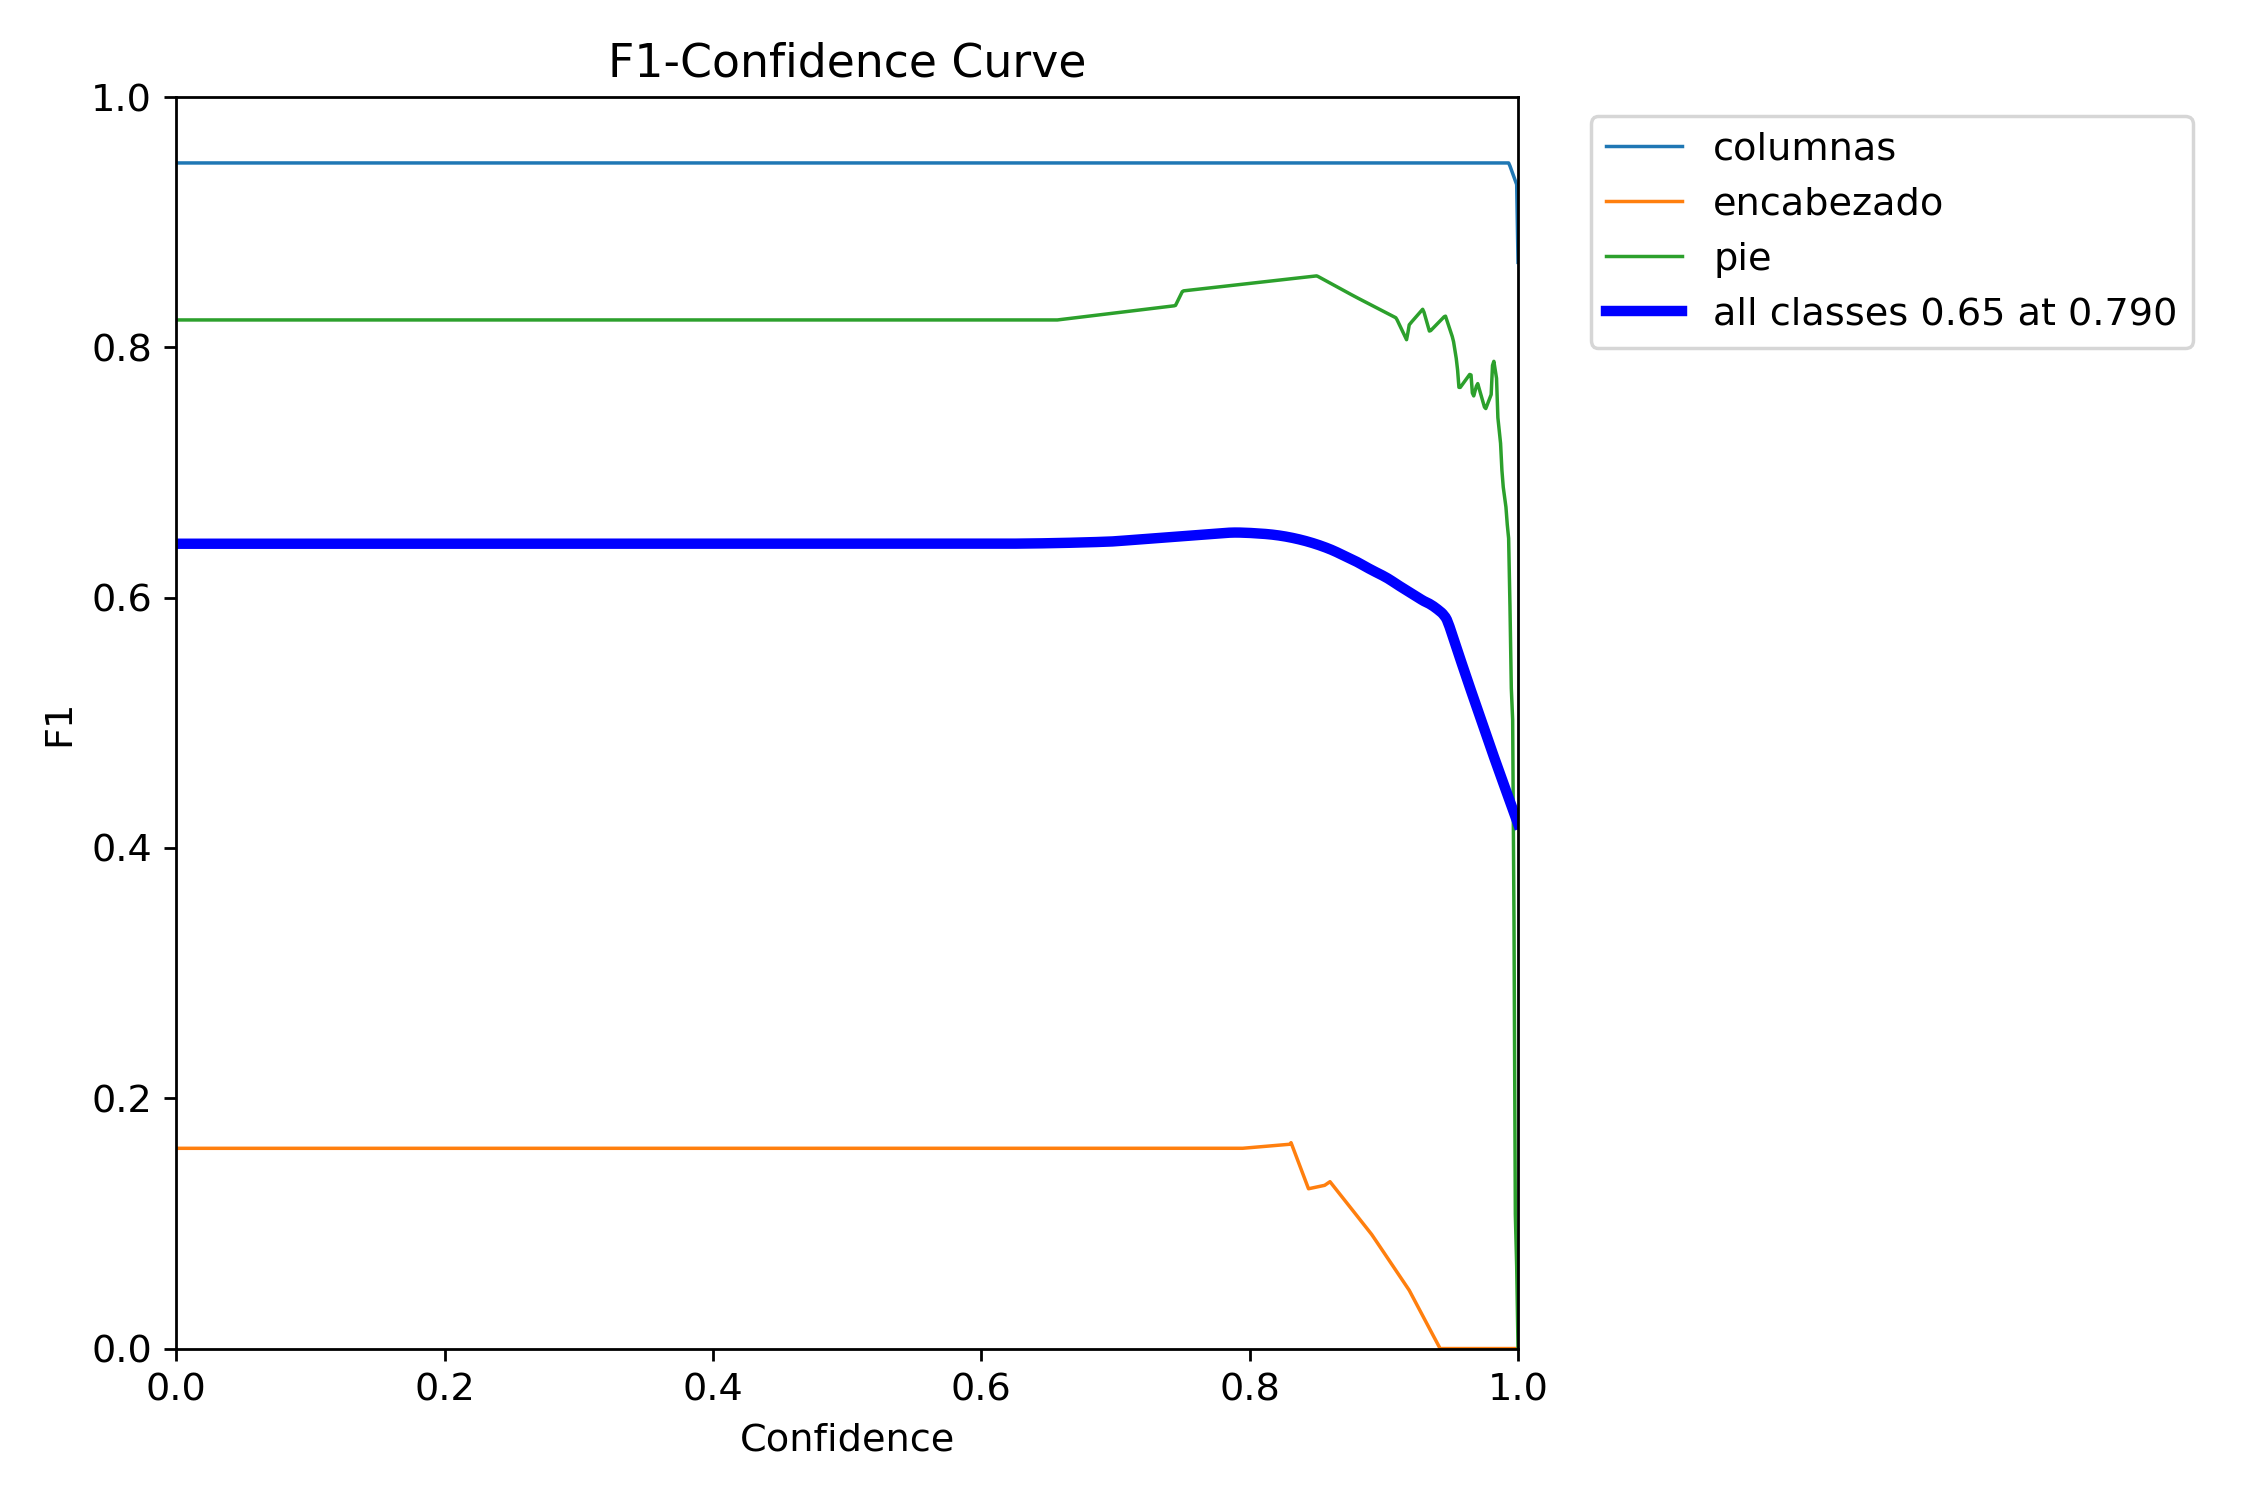 F1-Confidence Curve
1.0
0.8
0.6
0.4
0.2
0.0
F1
0.0 0.2 0.4 0.6 0.8 1.0
Confidence
columnas
encabezado
pie
all classes 0.65 at 0.790